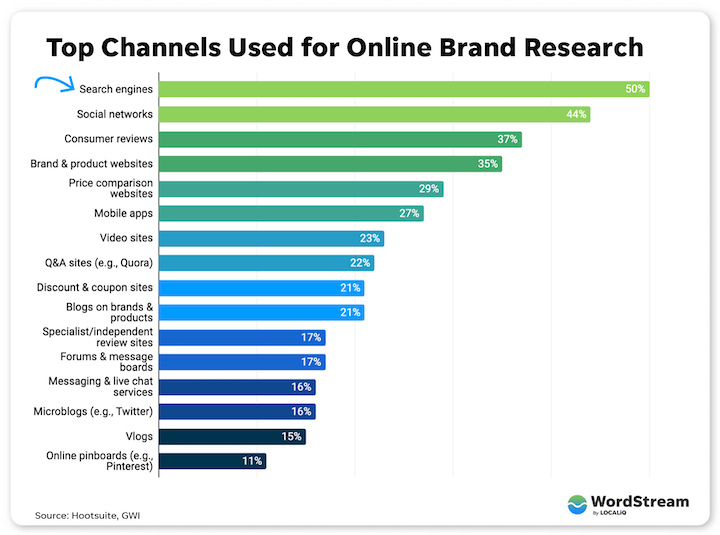 Top Channels Used for Online Brand Research
Search engines
50%
Social networks
44%
Consumer reviews
37%
Brand & product websites
35%
Price comparison
websites
29%
Mobile apps
27%
Video sites
23%
Q&A sites (e.g., Quora)
22%
Discount & coupon sites
21%
Blogs on brands &
products
21%
Specialist/independent
review sites
17%
Forums & message
boards
17%
Messaging & live chat
services
16%
Microblogs (e.g., Twitter)
16%
Vlogs
15%
Online pinboards (e.g.,
Pinterest)
11%
Source: Hootsuite, GWI
WordStream
By LOCALiQ